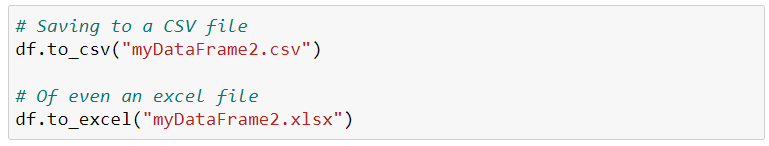 # Saving to a CSV file
df.to_csv("myDataFrame2.csv")
# Of even an excel file
df.to_excel("myDataFrame2.xlsx")